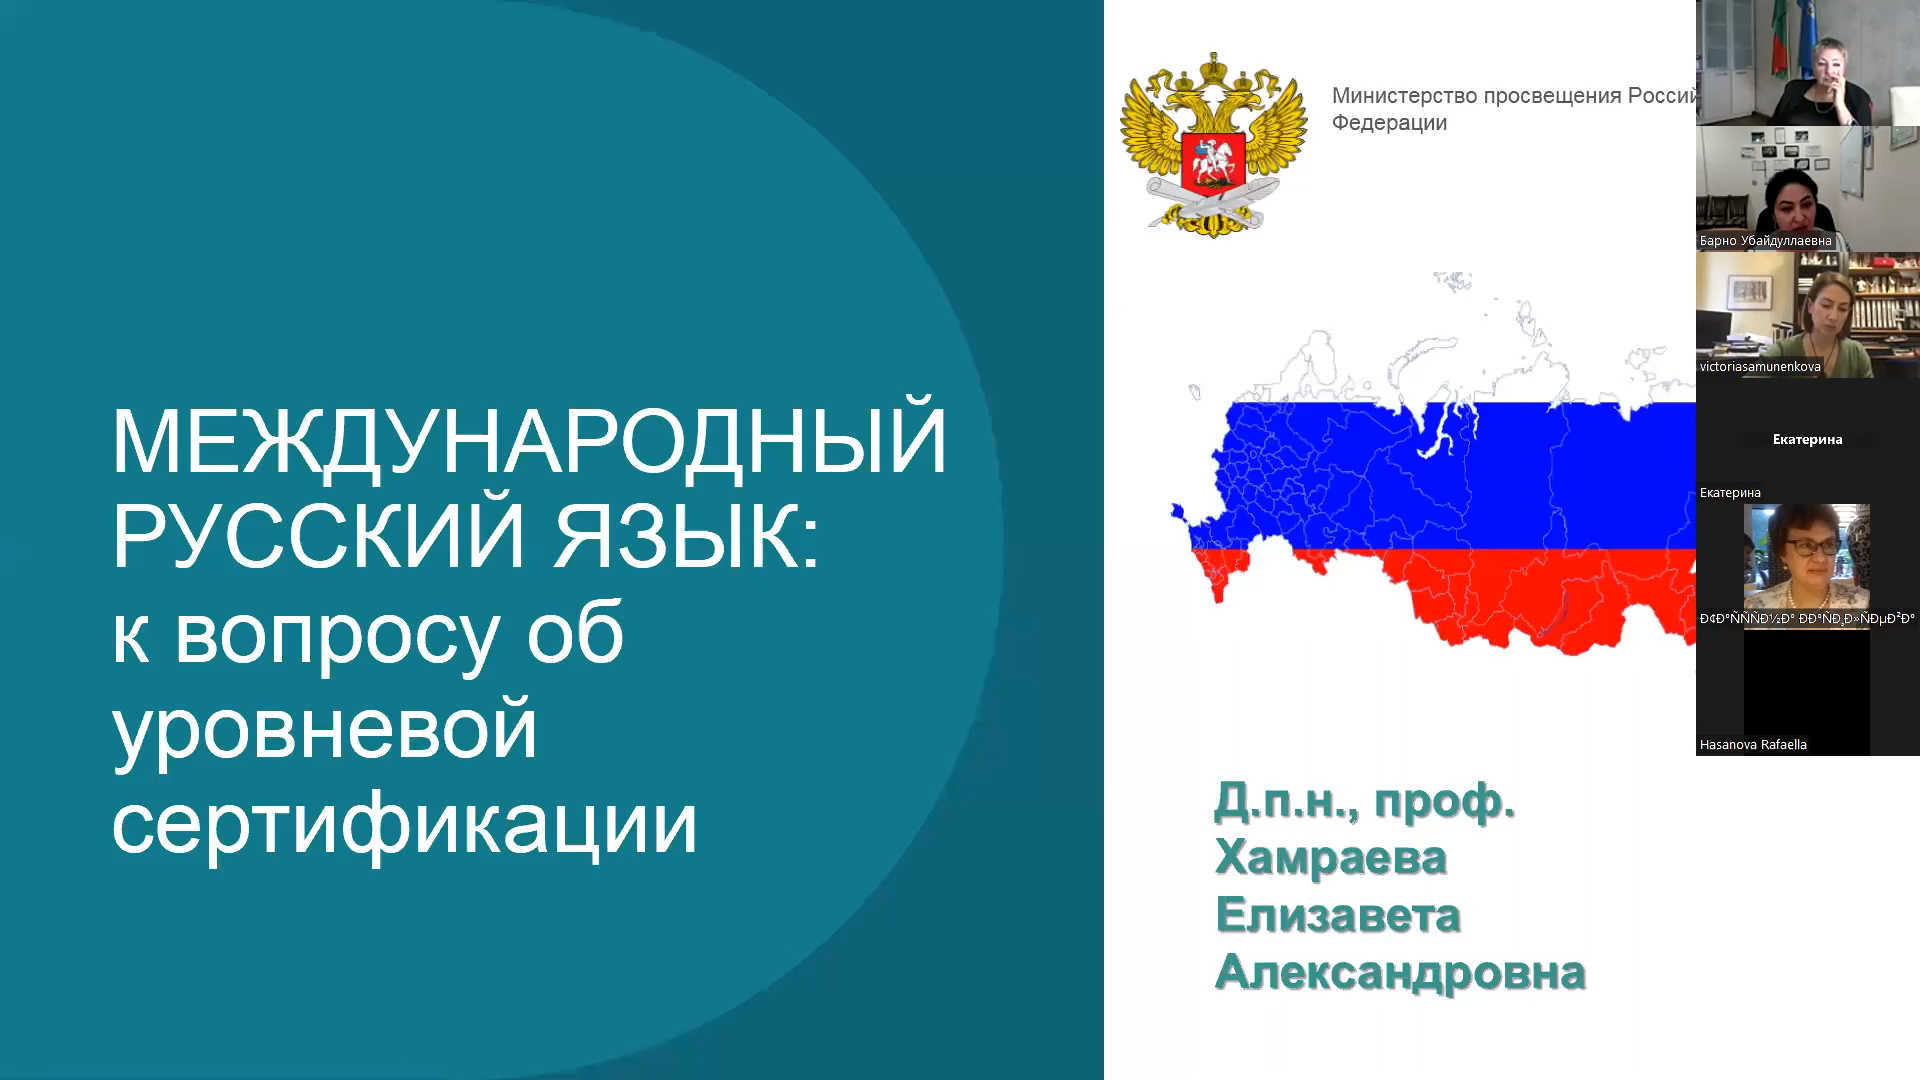 МЕЖДУНАРОДНЫЙ
РУССКИЙ ЯЗЫК:
к вопросу об
уровневой
сертификации
Министерство просвещения Россий
Федерации
Д.п.н., проф.
Хамраева
Елизавета
Александровна
Барно Убайдуллаевна
victoriasamunenkova
Екатерина
Екатерина
Hasanova Rafaella